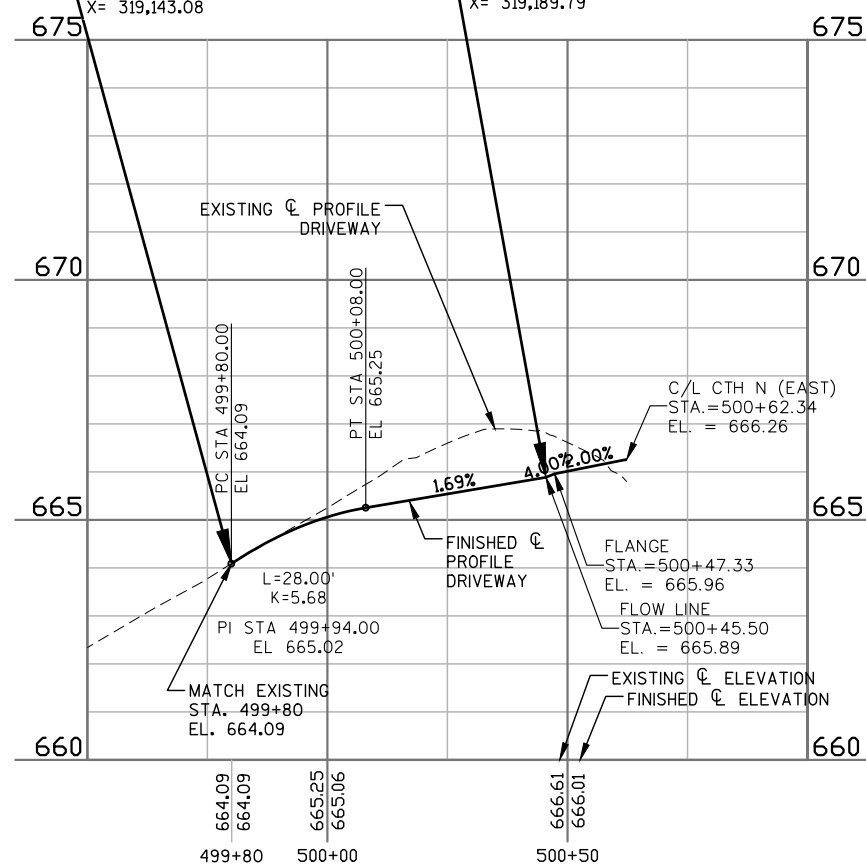 X= 319,143.08
X= 319,189.79
675
675
EXISTING ℄ PROFILE
DRIVEWAY
670
670
PC STA 499+80.00
EL 664.09
PT STA 500+08.00
EL 665.25
C/L CTH N (EAST)
STA.=500+62.34
EL. = 666.26
1.69%
4.00%
2.00%
665
665
FINISHED ℄
PROFILE
DRIVEWAY
FLANGE
STA.=500+47.33
EL. = 665.96
L=28.00'
K=5.68
FLOW LINE
STA.=500+45.50
EL. = 665.89
PI STA 499+94.00
EL 665.02
EXISTING ℄ ELEVATION
FINISHED ℄ ELEVATION
MATCH EXISTING
STA. 499+80
EL. 664.09
660
660
664.09
664.09
665.25
665.06
666.61
666.01
499+80
500+00
500+50